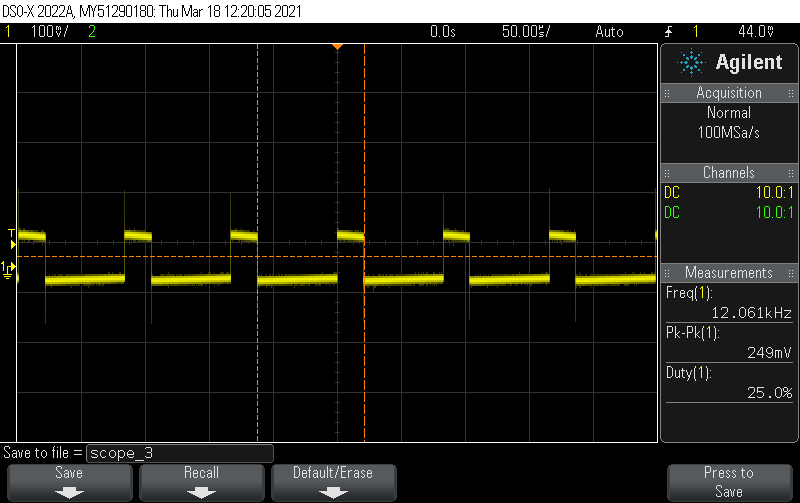 DSO-X 2022A, MY51290180: Thu Mar 18 12:20:05 2021
1 100V/ 2 0.0s 50.00s/ Auto 1 44.0V
Agilent
Acquisition
Normal
100MSa/s
Channels
DC 10.0:1
DC 10.0:1
T
1
Measurements
Freq(1):
12.061kHz
Pk-Pk(1):
249mV
Duty(1):
25.0%
Save to file = scope_3
Save Recall Default/Erase Press to
Save